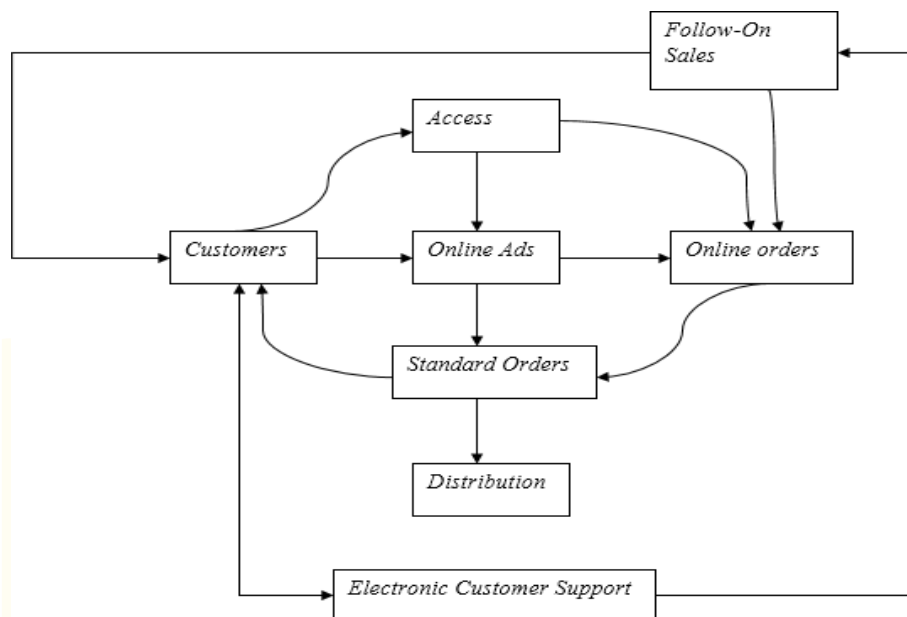 Follow-On
Sales
Access
Customers
Online Ads
Online orders
Standard Orders
Distribution
Electronic Customer Support